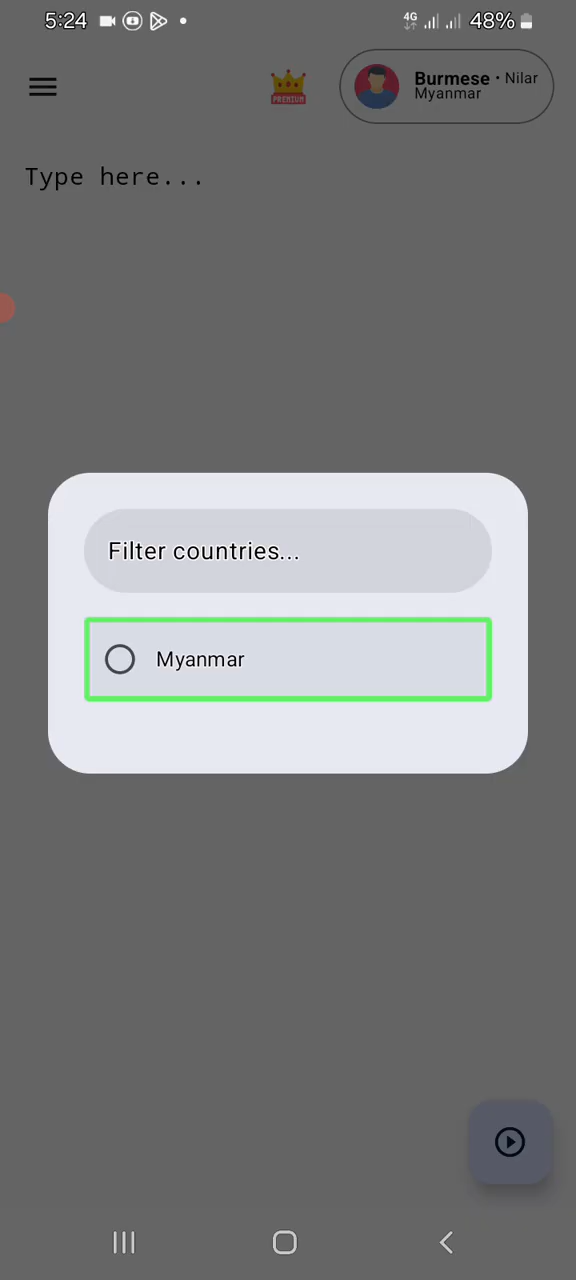 5:24
4G
48%
PREMIUM
Burmese • Nilar
Myanmar
Type here...
Filter countries...
Myanmar